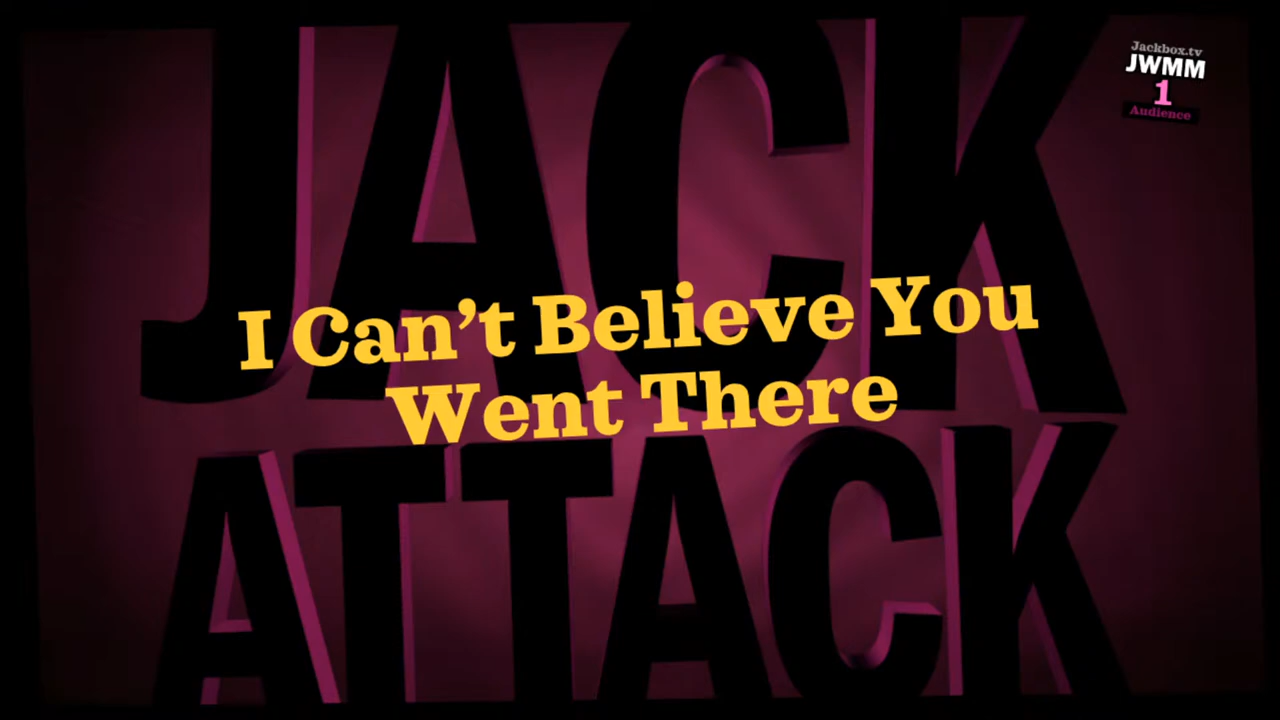 JACK
ATTACK
I Can't Believe You
Went There
Jackbox.tv
JWMM
1
Audience